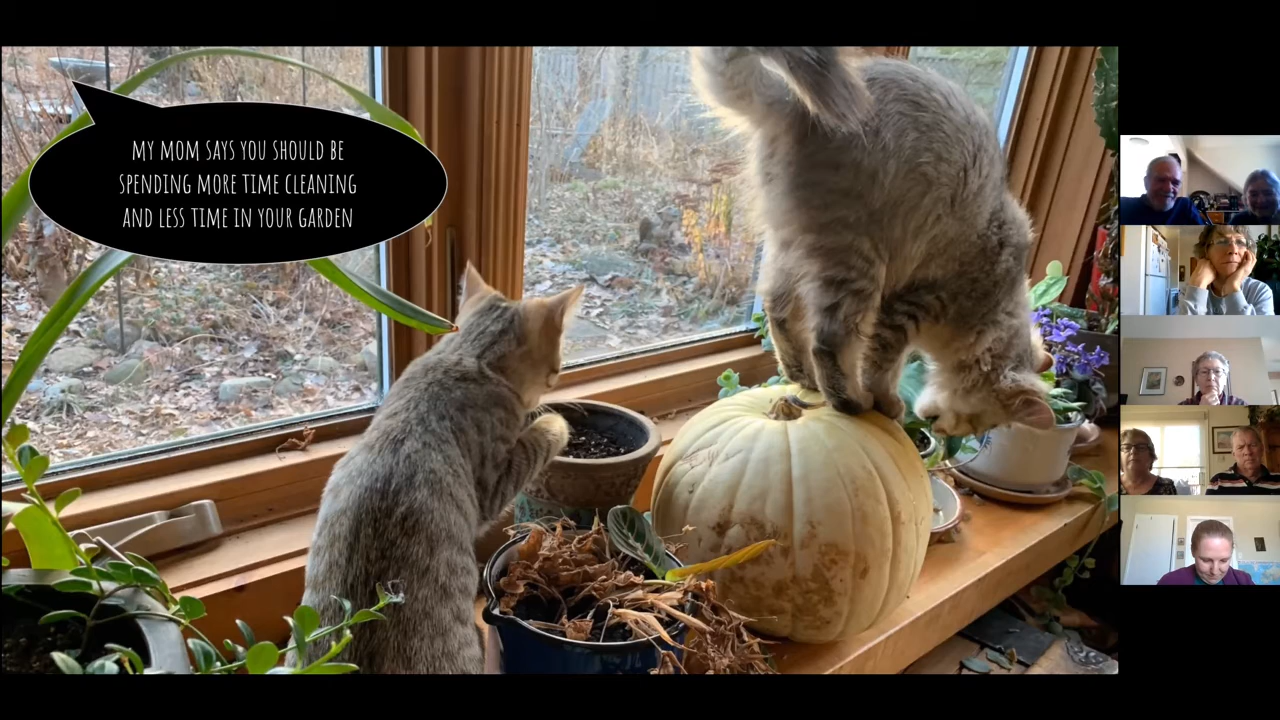 MY MOM SAYS YOU SHOULD BE
SPENDING MORE TIME CLEANING
AND LESS TIME IN YOUR GARDEN